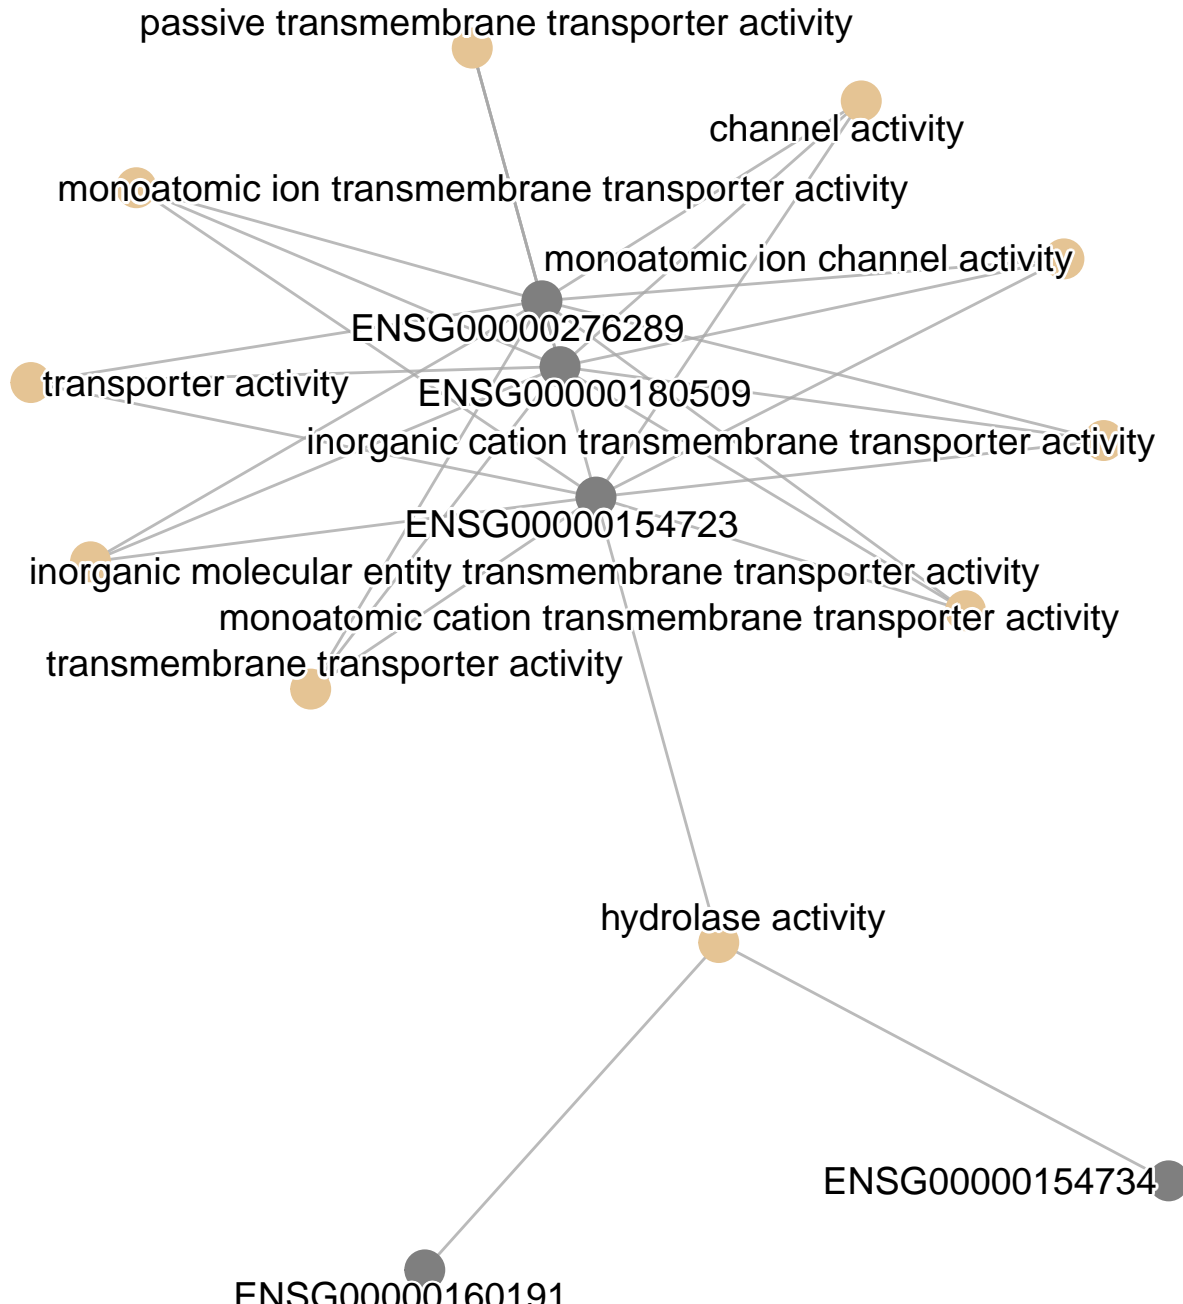 passive transmembrane transporter activity
channel activity
monoatomic ion transmembrane transporter activity
monoatomic ion channel activity
ENSG00000276289
transporter activity
ENSG00000180509
inorganic cation transmembrane transporter activity
ENSG00000154723
inorganic molecular entity transmembrane transporter activity
monoatomic cation transmembrane transporter activity
transmembrane transporter activity
hydrolase activity
ENSG00000154734
ENSG00000160191